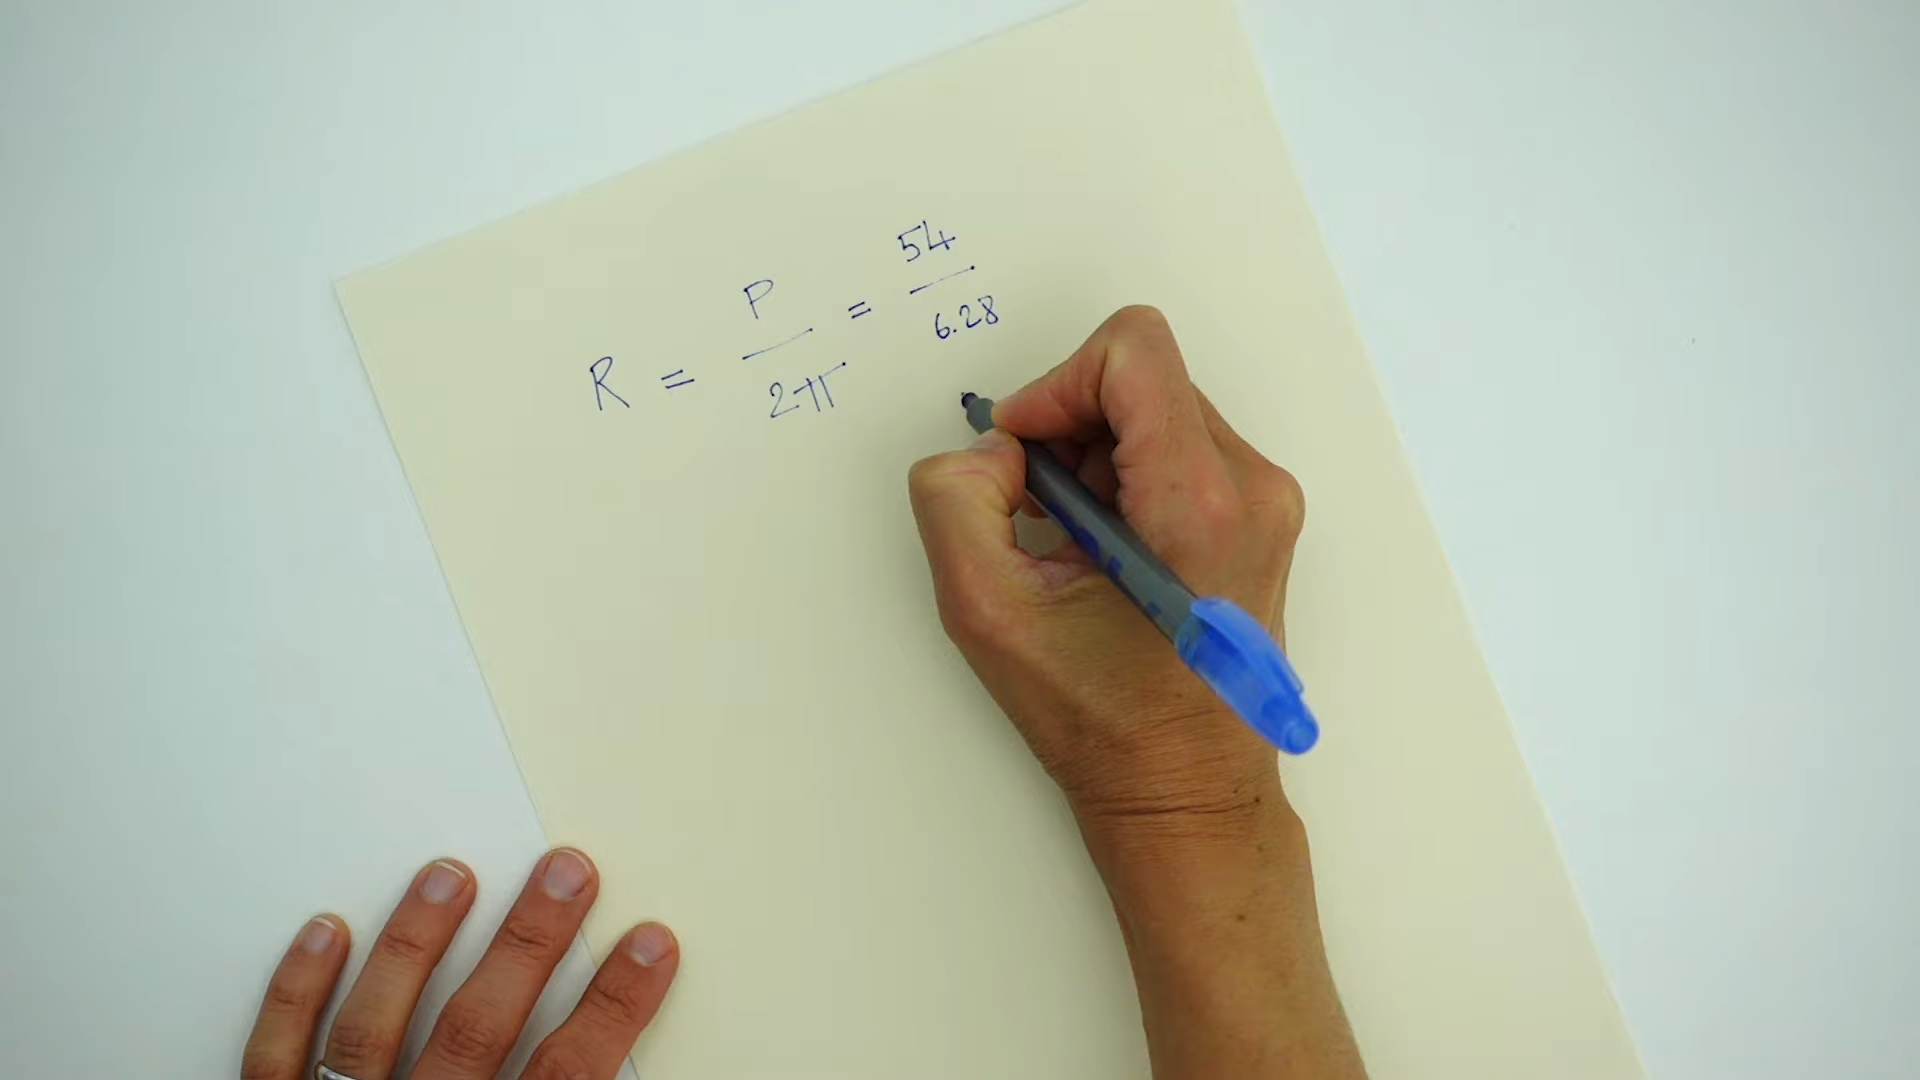 R = P / 2π = 54 / 6.28